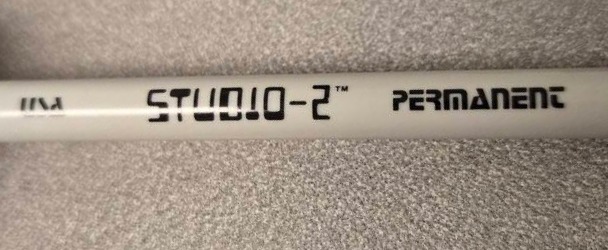 USA STUDIO-2™ PERMANENT